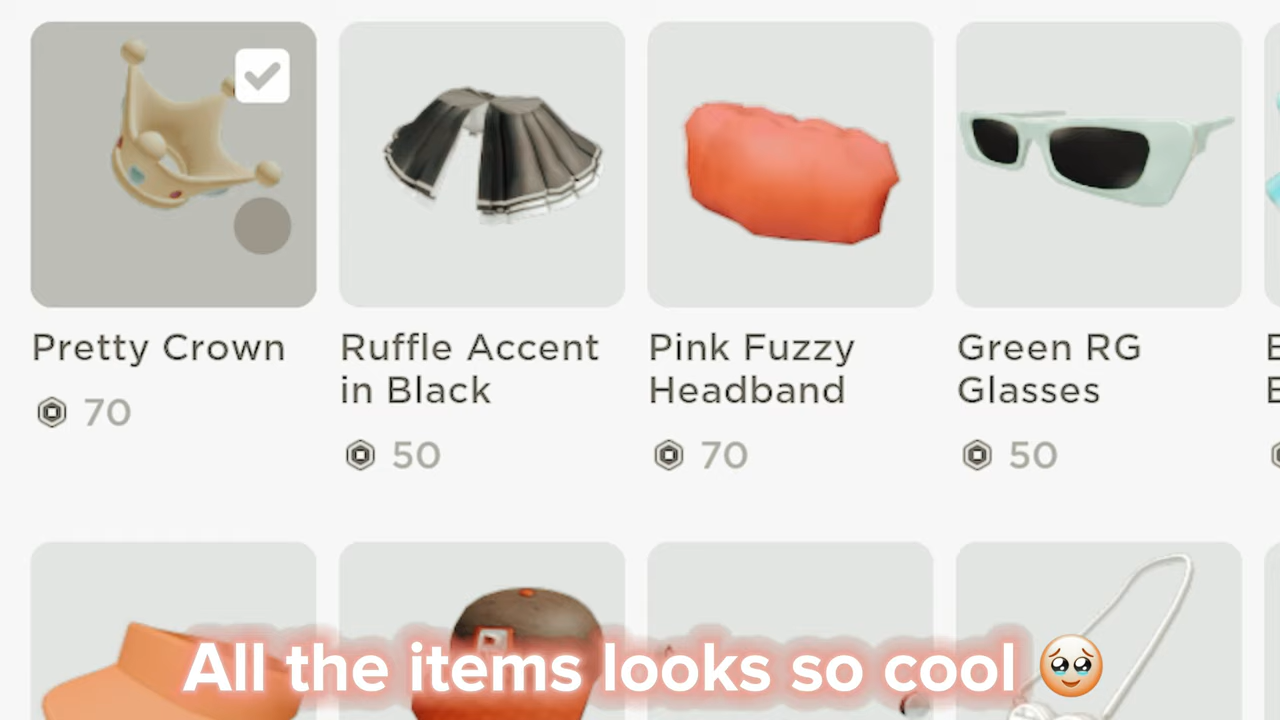 Pretty Crown
70
Ruffle Accent
in Black
50
Pink Fuzzy
Headband
70
Green RG
Glasses
50
All the items looks so cool 🥹